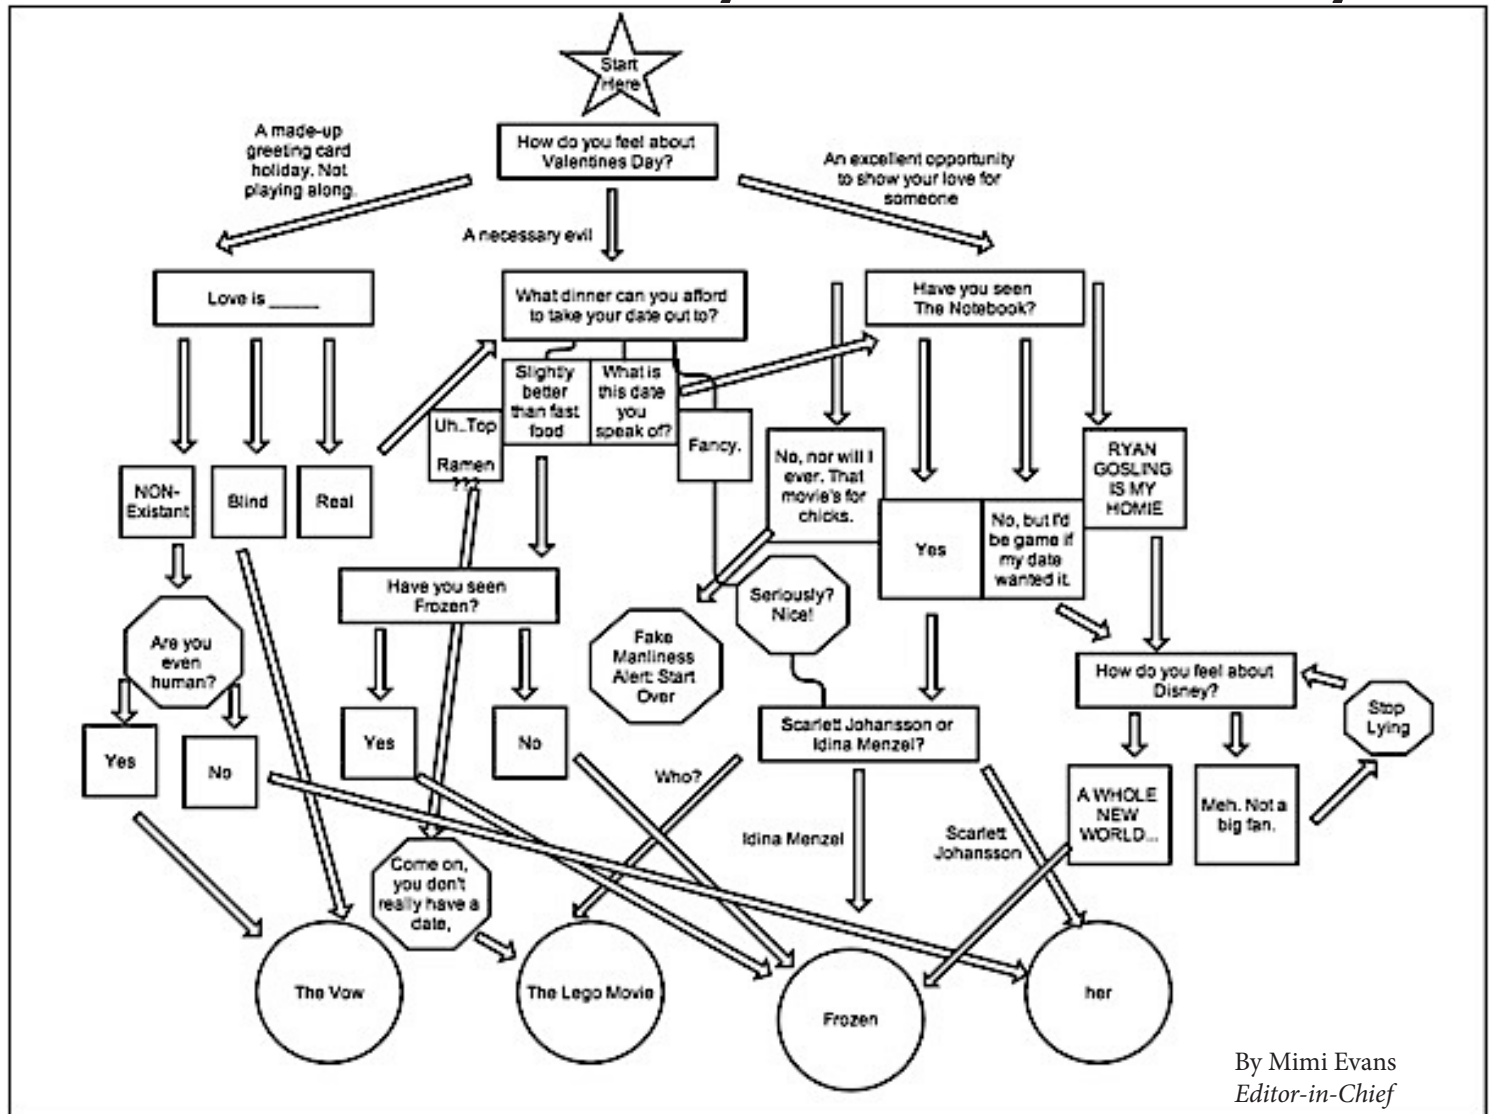 Start
Here
How do you feel about
Valentines Day?
A made-up
greeting card
holiday. Not
playing along.
A necessary evil
An excellent opportunity
to show your love for
someone
Love is _____
What dinner can you afford
to take your date out to?
Have you seen
The Notebook?
Uh..Top
Ramen
???
Slightly
better
than fast
food
What is
this date
you
speak of?
Fancy.
No, nor will I
ever. That
movie's for
chicks.
Yes
No, but I'd
be game if
my date
wanted it.
RYAN
GOSLING
IS MY
HOMIE
NON-
Existant
Blind
Real
Have you seen
Frozen?
Seriously?
Nice!
Fake
Manliness
Alert: Start
Over
Are you
even
human?
How do you feel about
Disney?
Stop
Lying
Yes
No
Yes
No
Scarlett Johansson or
Idina Menzel?
Who?
Idina Menzel
Scarlett
Johansson
A WHOLE
NEW
WORLD...
Meh. Not a
big fan.
Come on,
you don't
really have a
date,
The Vow
The Lego Movie
Frozen
her
By Mimi Evans
Editor-in-Chief